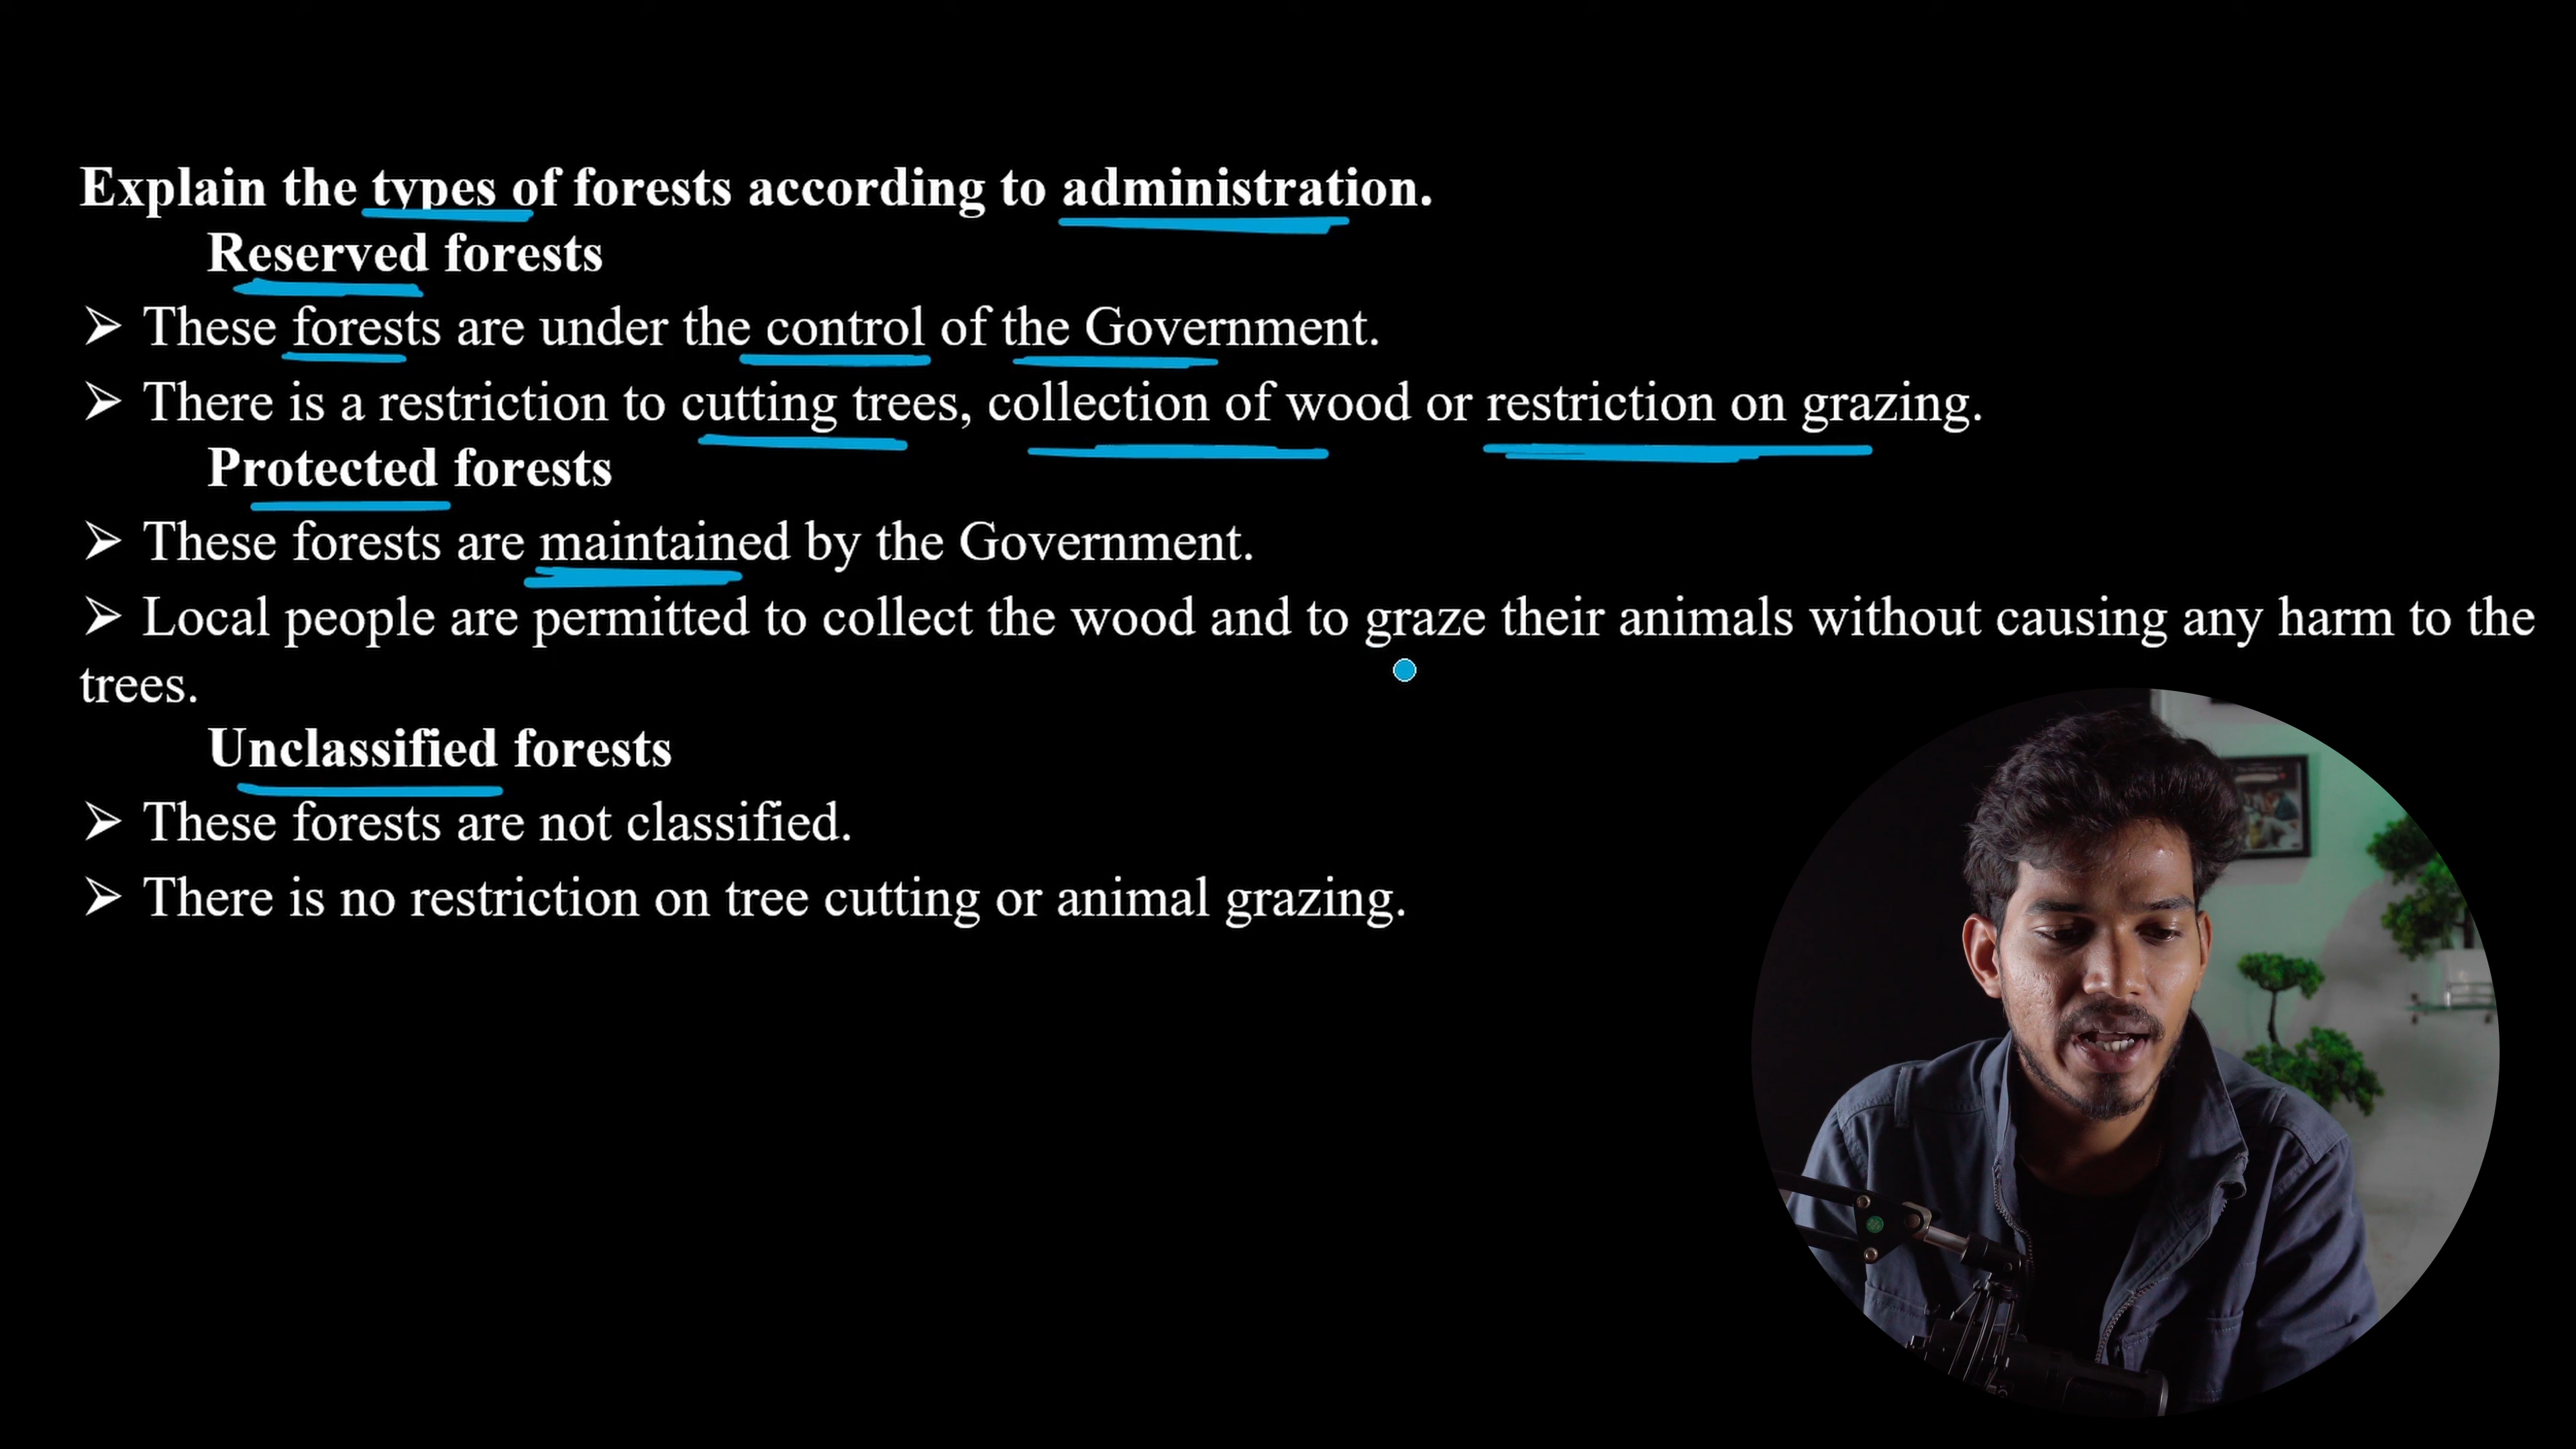 Explain the types of forests according to administration.
Reserved forests
➢ These forests are under the control of the Government.
➢ There is a restriction to cutting trees, collection of wood or restriction on grazing.
Protected forests
➢ These forests are maintained by the Government.
➢ Local people are permitted to collect the wood and to graze their animals without causing any harm to the
trees.
Unclassified forests
➢ These forests are not classified.
➢ There is no restriction on tree cutting or animal grazing.